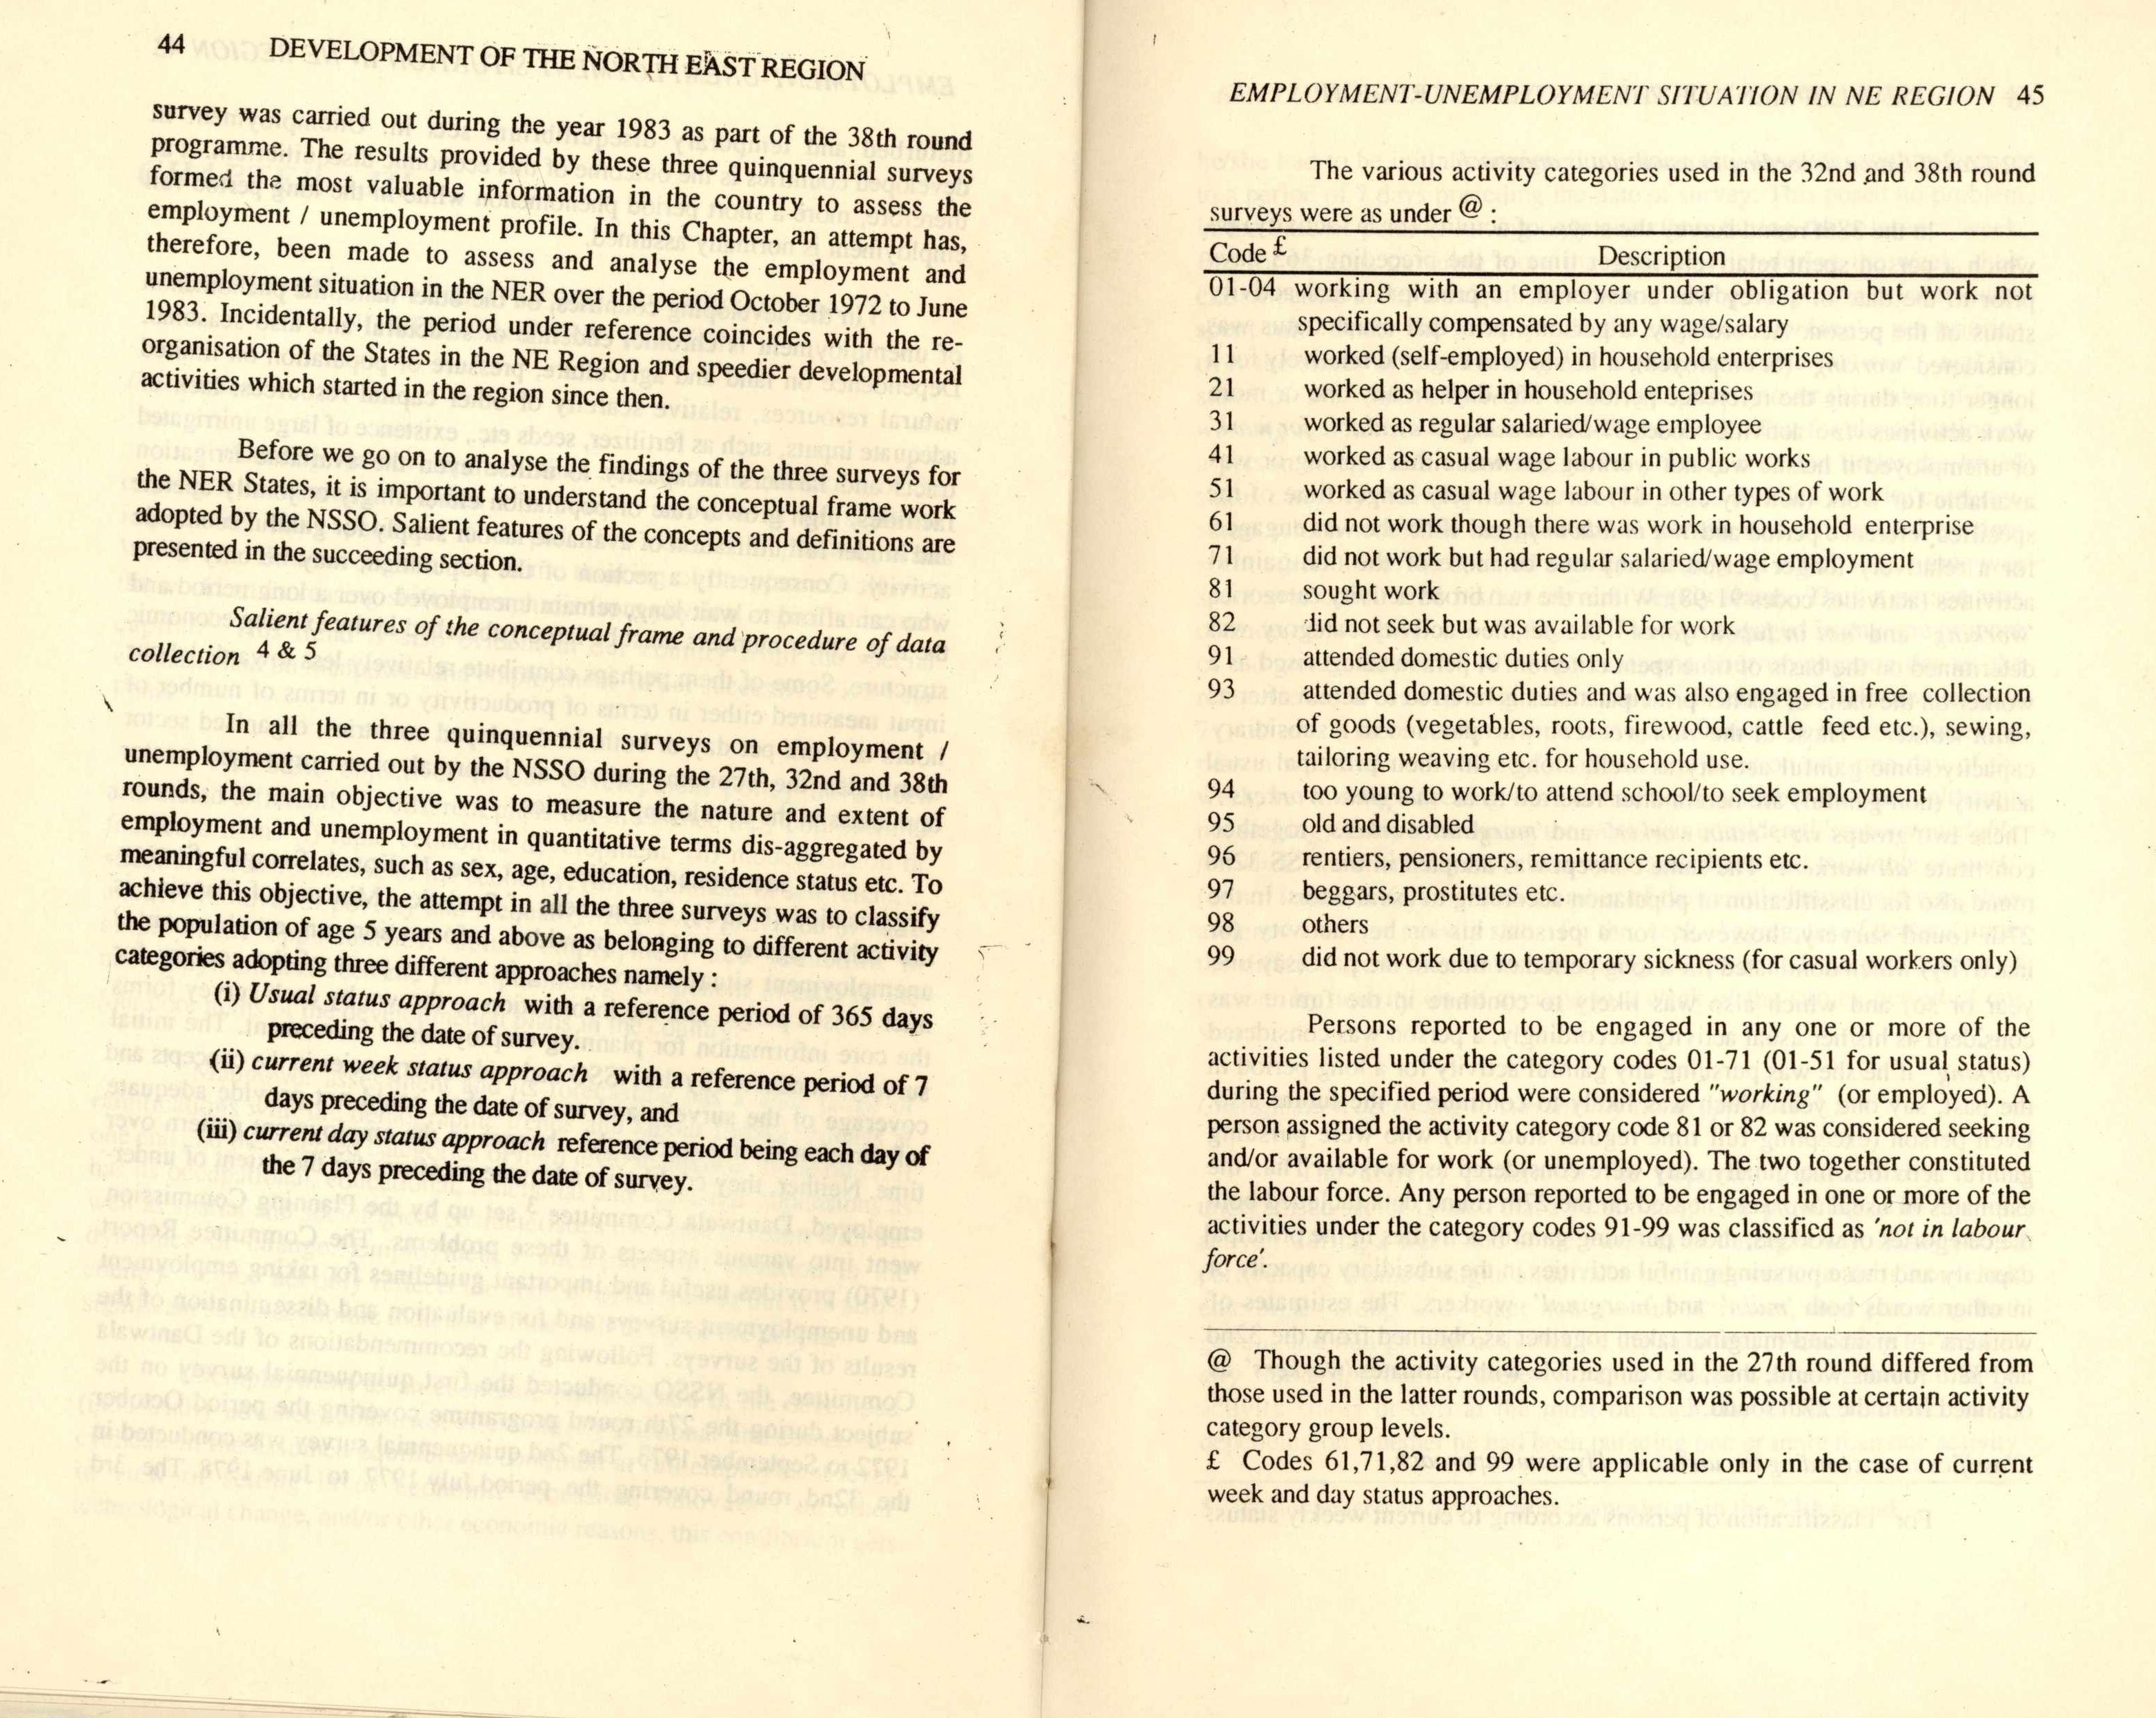 44 DEVELOPMENT OF THE NORTH EAST REGION
survey was carried out during the year 1983 as part of the 38th round
programme. The results provided by these three quinquennial surveys
formed the most valuable information in the country to assess the
employment / unemployment profile. In this Chapter, an attempt has,
therefore, been made to assess and analyse the employment and
unemployment situation in the NER over the period October 1972 to June
1983. Incidentally, the period under reference coincides with the re-
organisation of the States in the NE Region and speedier developmental
activities which started in the region since then.
Before we go on to analyse the findings of the three surveys for
the NER States, it is important to understand the conceptual frame work
adopted by the NSSO. Salient features of the concepts and definitions are
presented in the succeeding section.
Salient features of the conceptual frame and procedure of data
collection 4 & 5
In all the three quinquennial surveys on employment /
unemployment carried out by the NSSO during the 27th, 32nd and 38th
rounds, the main objective was to measure the nature and extent of
employment and unemployment in quantitative terms dis-aggregated by
meaningful correlates, such as sex, age, education, residence status etc. To
achieve this objective, the attempt in all the three surveys was to classify
the population of age 5 years and above as belonging to different activity
categories adopting three different approaches namely :
(i) Usual status approach with a reference period of 365 days
preceding the date of survey.
(ii) current week status approach with a reference period of 7
days preceding the date of survey, and
(iii) current day status approach reference period being each day of
the 7 days preceding the date of survey.
EMPLOYMENT-UNEMPLOYMENT SITUATION IN NE REGION 45
The various activity categories used in the 32nd and 38th round
surveys were as under @ :
Code £ Description
01-04 working with an employer under obligation but work not
specifically compensated by any wage/salary
11 worked (self-employed) in household enterprises
21 worked as helper in household enteprises
31 worked as regular salaried/wage employee
41 worked as casual wage labour in public works
51 worked as casual wage labour in other types of work
61 did not work though there was work in household enterprise
71 did not work but had regular salaried/wage employment
81 sought work
82 did not seek but was available for work
91 attended domestic duties only
93 attended domestic duties and was also engaged in free collection
of goods (vegetables, roots, firewood, cattle feed etc.), sewing,
tailoring weaving etc. for household use.
94 too young to work/to attend school/to seek employment
95 old and disabled
96 rentiers, pensioners, remittance recipients etc.
97 beggars, prostitutes etc.
98 others
99 did not work due to temporary sickness (for casual workers only)
Persons reported to be engaged in any one or more of the
activities listed under the category codes 01-71 (01-51 for usual status)
during the specified period were considered "working" (or employed). A
person assigned the activity category code 81 or 82 was considered seeking
and/or available for work (or unemployed). The two together constituted
the labour force. Any person reported to be engaged in one or more of the
activities under the category codes 91-99 was classified as 'not in labour
force'.
@ Though the activity categories used in the 27th round differed from
those used in the latter rounds, comparison was possible at certain activity
category group levels.
£ Codes 61,71,82 and 99 were applicable only in the case of current
week and day status approaches.